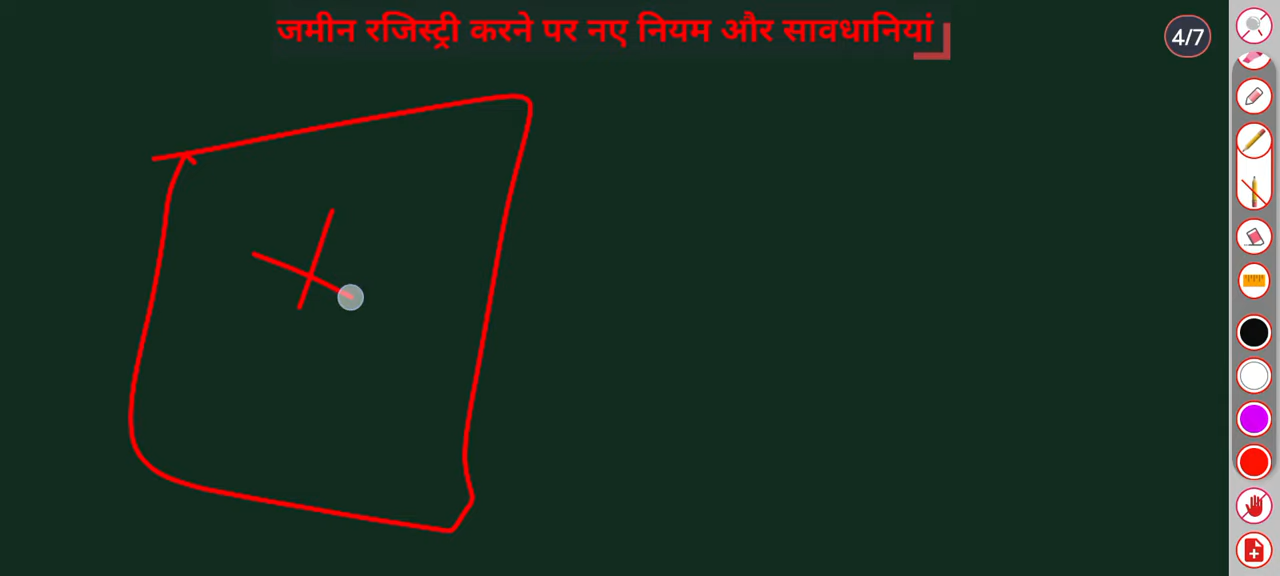 जमीन रजिस्ट्री करने पर नए नियम और सावधानियां
4/7